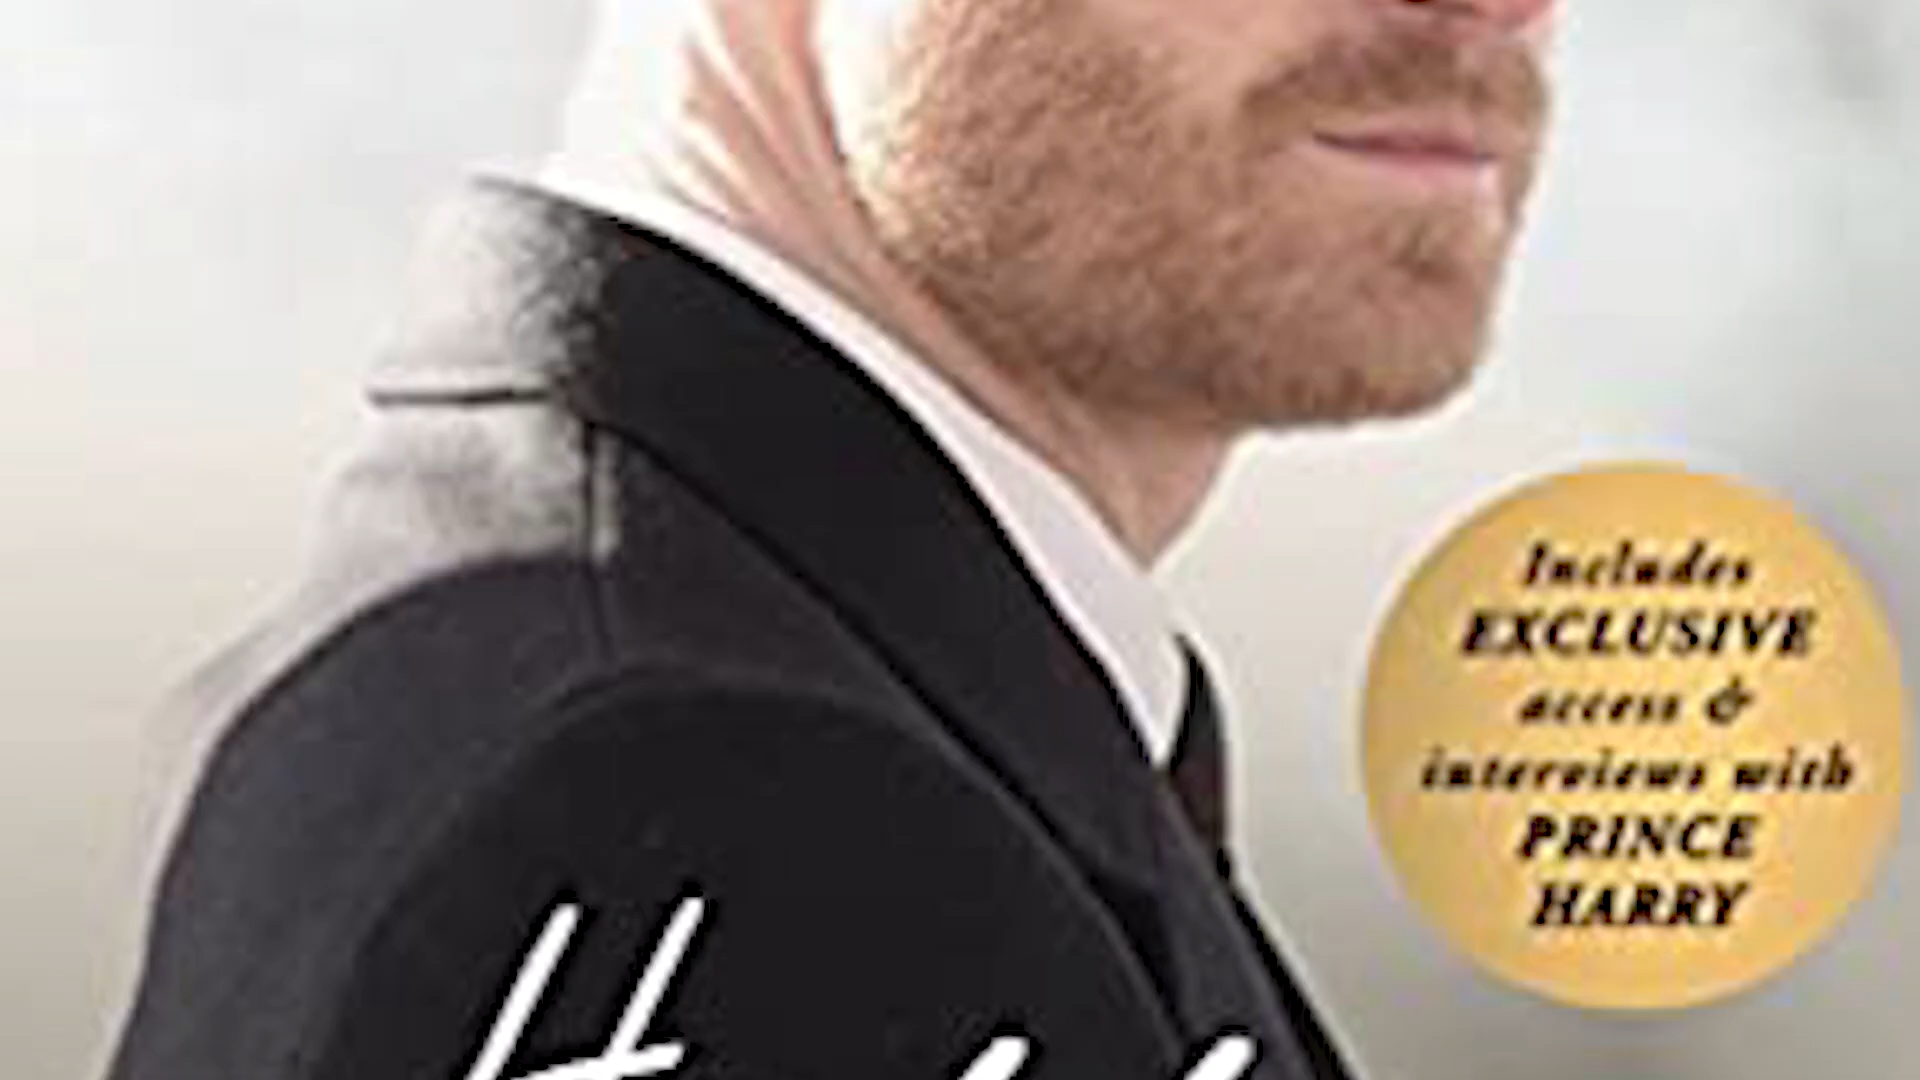 Includes
EXCLUSIVE
access &
interviews with
PRINCE
HARRY